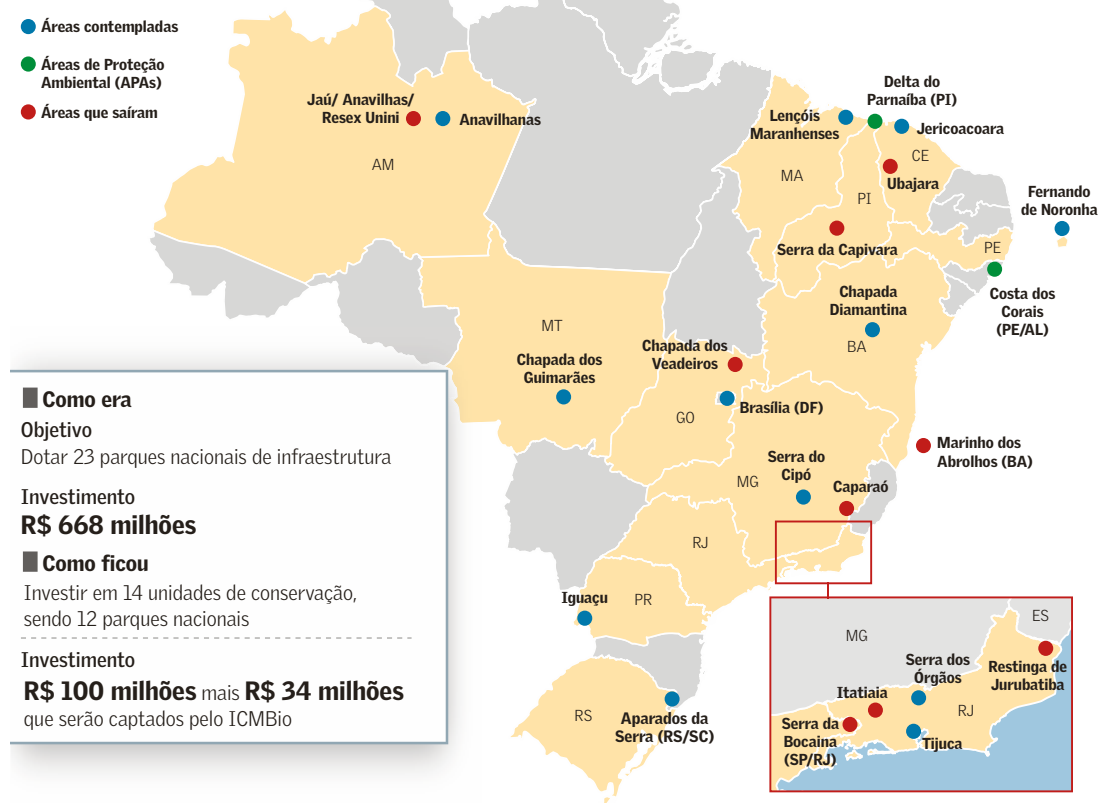 Áreas contempladas
Áreas de Proteção
Ambiental (APAs)
Áreas que saíram
Jaú/ Anavilhas/
Resex Unini
Anavilhanas
AM
Delta do
Parnaíba (PI)
Lençóis
Maranhenses
Jericoacoara
CE
MA
Ubajara
PI
Fernando
de Noronha
Serra da Capivara
PE
Costa dos
Corais
(PE/AL)
Chapada
Diamantina
BA
MT
Chapada dos
Guimarães
Chapada dos
Veadeiros
Brasília (DF)
GO
Marinho dos
Abrolhos (BA)
Serra do
Cipó
MG
Caparaó
RJ
Iguaçu
PR
RS
Aparados da
Serra (RS/SC)
MG
ES
Serra dos
Órgãos
Restinga de
Jurubatiba
Itatiaia
RJ
Serra da
Bocaina
(SP/RJ)
Tijuca
Como era
Objetivo
Dotar 23 parques nacionais de infraestrutura
Investimento
R$ 668 milhões
Como ficou
Investir em 14 unidades de conservação,
sendo 12 parques nacionais
Investimento
R$ 100 milhões mais R$ 34 milhões
que serão captados pelo ICMBio